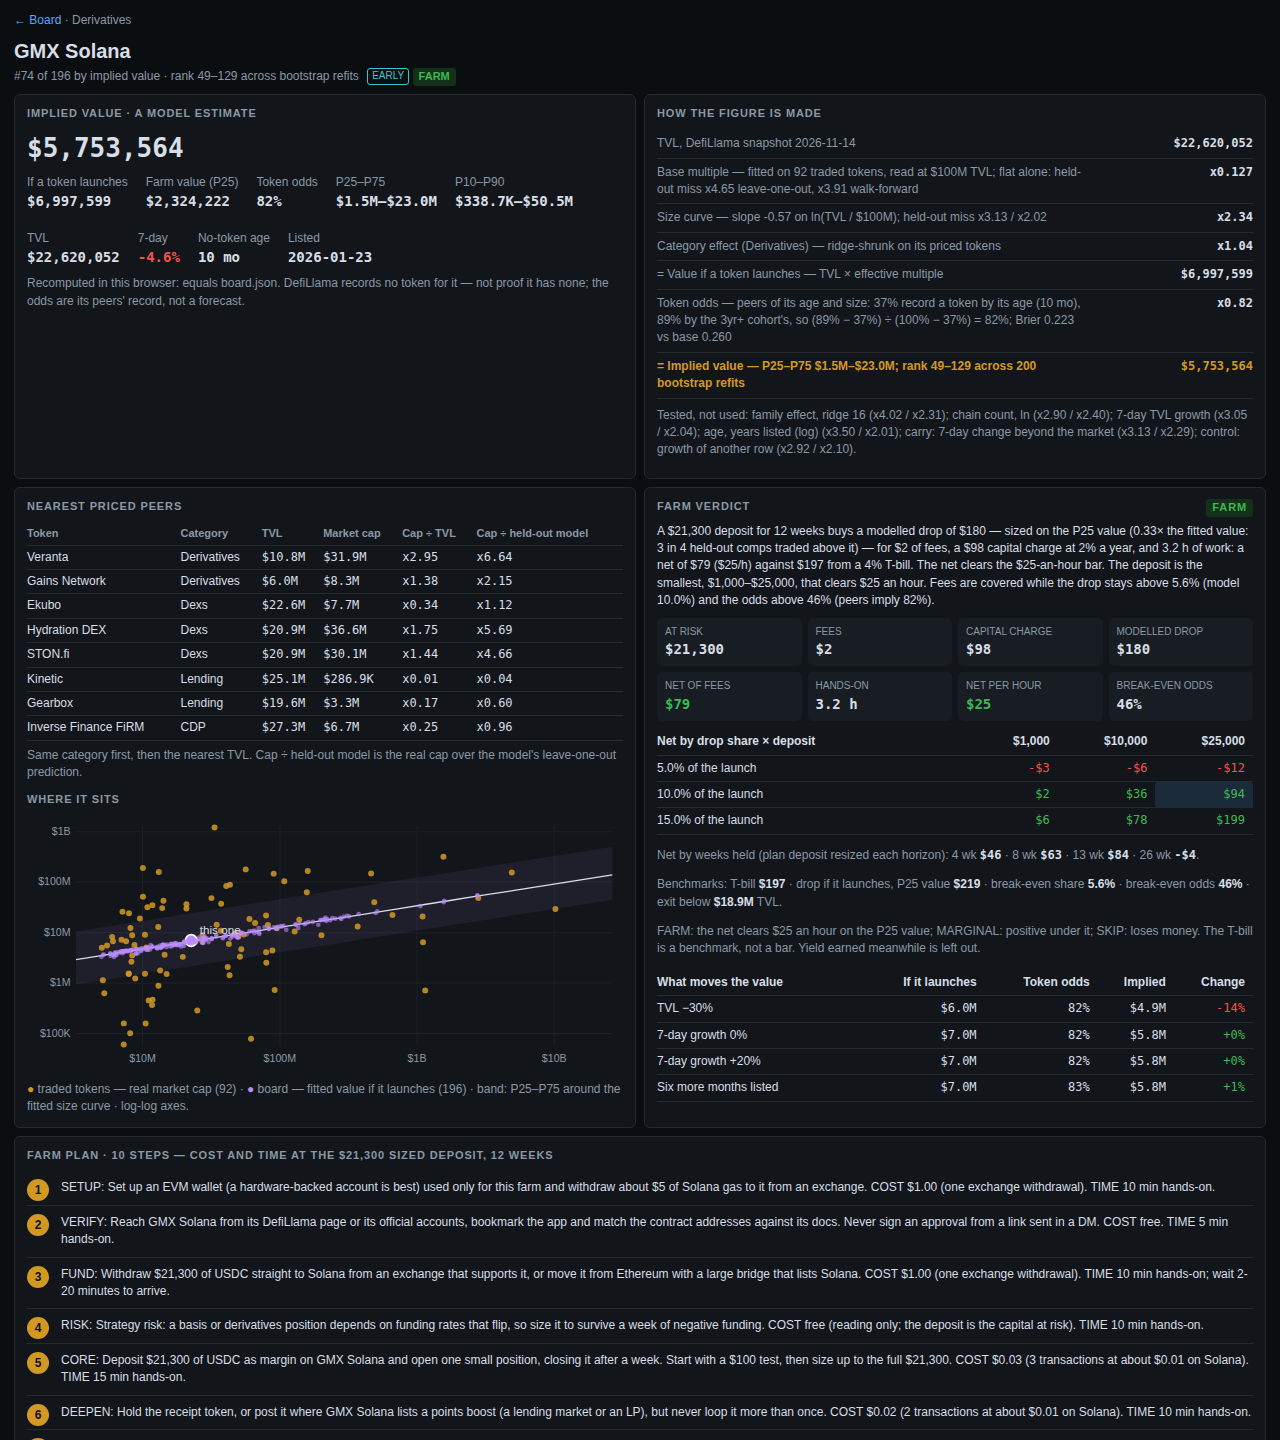 ← Board · Derivatives
GMX Solana
#74 of 196 by implied value · rank 49–129 across bootstrap refits EARLY FARM
IMPLIED VALUE · A MODEL ESTIMATE
$5,753,564
If a token launches Farm value (P25) Token odds P25–P75 P10–P90
$6,997,599 $2,324,222 82% $1.5M–$23.0M $338.7K–$50.5M
TVL 7-day No-token age Listed
$22,620,052 -4.6% 10 mo 2026-01-23
Recomputed in this browser: equals board.json. DefiLlama records no token for it — not proof it has none; the
odds are its peers' record, not a forecast.
HOW THE FIGURE IS MADE
TVL, DefiLlama snapshot 2026-11-14 $22,620,052
Base multiple — fitted on 92 traded tokens, read at $100M TVL; flat alone: held-
out miss x4.65 leave-one-out, x3.91 walk-forward x0.127
Size curve — slope -0.57 on ln(TVL / $100M); held-out miss x3.13 / x2.02 x2.34
Category effect (Derivatives) — ridge-shrunk on its priced tokens x1.04
= Value if a token launches — TVL × effective multiple $6,997,599
Token odds — peers of its age and size: 37% record a token by its age (10 mo),
89% by the 3yr+ cohort's, so (89% − 37%) ÷ (100% − 37%) = 82%; Brier 0.223
vs base 0.260 x0.82
= Implied value — P25–P75 $1.5M–$23.0M; rank 49–129 across 200
bootstrap refits $5,753,564
Tested, not used: family effect, ridge 16 (x4.02 / x2.31); chain count, ln (x2.90 / x2.40); 7-day TVL growth (x3.05
/ x2.04); age, years listed (log) (x3.50 / x2.01); carry: 7-day change beyond the market (x3.13 / x2.29); control:
growth of another row (x2.92 / x2.10).
NEAREST PRICED PEERS
Token Category TVL Market cap Cap ÷ TVL Cap ÷ held-out model
Veranta Derivatives $10.8M $31.9M x2.95 x6.64
Gains Network Derivatives $6.0M $8.3M x1.38 x2.15
Ekubo Dexs $22.6M $7.7M x0.34 x1.12
Hydration DEX Dexs $20.9M $36.6M x1.75 x5.69
STON.fi Dexs $20.9M $30.1M x1.44 x4.66
Kinetic Lending $25.1M $286.9K x0.01 x0.04
Gearbox Lending $19.6M $3.3M x0.17 x0.60
Inverse Finance FiRM CDP $27.3M $6.7M x0.25 x0.96
Same category first, then the nearest TVL. Cap ÷ held-out model is the real cap over the model's leave-one-out
prediction.
WHERE IT SITS
$1B
$100M
$10M
$1M
$100K
this one
$10M $100M $1B $10B
● traded tokens — real market cap (92) · ● board — fitted value if it launches (196) · band: P25–P75 around the
fitted size curve · log-log axes.
FARM VERDICT FARM
A $21,300 deposit for 12 weeks buys a modelled drop of $180 — sized on the P25 value (0.33× the fitted value:
3 in 4 held-out comps traded above it) — for $2 of fees, a $98 capital charge at 2% a year, and 3.2 h of work: a
net of $79 ($25/h) against $197 from a 4% T-bill. The net clears the $25-an-hour bar. The deposit is the
smallest, $1,000–$25,000, that clears $25 an hour. Fees are covered while the drop stays above 5.6% (model
10.0%) and the odds above 46% (peers imply 82%).
AT RISK FEES CAPITAL CHARGE MODELLED DROP
$21,300 $2 $98 $180
NET OF FEES HANDS-ON NET PER HOUR BREAK-EVEN ODDS
$79 3.2 h $25 46%
Net by drop share × deposit $1,000 $10,000 $25,000
5.0% of the launch -$3 -$6 -$12
10.0% of the launch $2 $36 $94
15.0% of the launch $6 $78 $199
Net by weeks held (plan deposit resized each horizon): 4 wk $46 · 8 wk $63 · 13 wk $84 · 26 wk -$4.
Benchmarks: T-bill $197 · drop if it launches, P25 value $219 · break-even share 5.6% · break-even odds 46% ·
exit below $18.9M TVL.
FARM: the net clears $25 an hour on the P25 value; MARGINAL: positive under it; SKIP: loses money. The T-bill
is a benchmark, not a bar. Yield earned meanwhile is left out.
What moves the value If it launches Token odds Implied Change
TVL −30% $6.0M 82% $4.9M -14%
7-day growth 0% $7.0M 82% $5.8M +0%
7-day growth +20% $7.0M 82% $5.8M +0%
Six more months listed $7.0M 83% $5.8M +1%
FARM PLAN · 10 STEPS — COST AND TIME AT THE $21,300 SIZED DEPOSIT, 12 WEEKS
1 SETUP: Set up an EVM wallet (a hardware-backed account is best) used only for this farm and withdraw about $5 of Solana gas to it from an exchange. COST $1.00 (one exchange withdrawal). TIME 10 min hands-on.
2 VERIFY: Reach GMX Solana from its DefiLlama page or its official accounts, bookmark the app and match the contract addresses against its docs. Never sign an approval from a link sent in a DM. COST free. TIME 5 min
hands-on.
3 FUND: Withdraw $21,300 of USDC straight to Solana from an exchange that supports it, or move it from Ethereum with a large bridge that lists Solana. COST $1.00 (one exchange withdrawal). TIME 10 min hands-on; wait 2-
20 minutes to arrive.
4 RISK: Strategy risk: a basis or derivatives position depends on funding rates that flip, so size it to survive a week of negative funding. COST free (reading only; the deposit is the capital at risk). TIME 10 min hands-on.
5 CORE: Deposit $21,300 of USDC as margin on GMX Solana and open one small position, closing it after a week. Start with a $100 test, then size up to the full $21,300. COST $0.03 (3 transactions at about $0.01 on Solana).
TIME 15 min hands-on.
6 DEEPEN: Hold the receipt token, or post it where GMX Solana lists a points boost (a lending market or an LP), but never loop it more than once. COST $0.02 (2 transactions at about $0.01 on Solana). TIME 10 min hands-on.